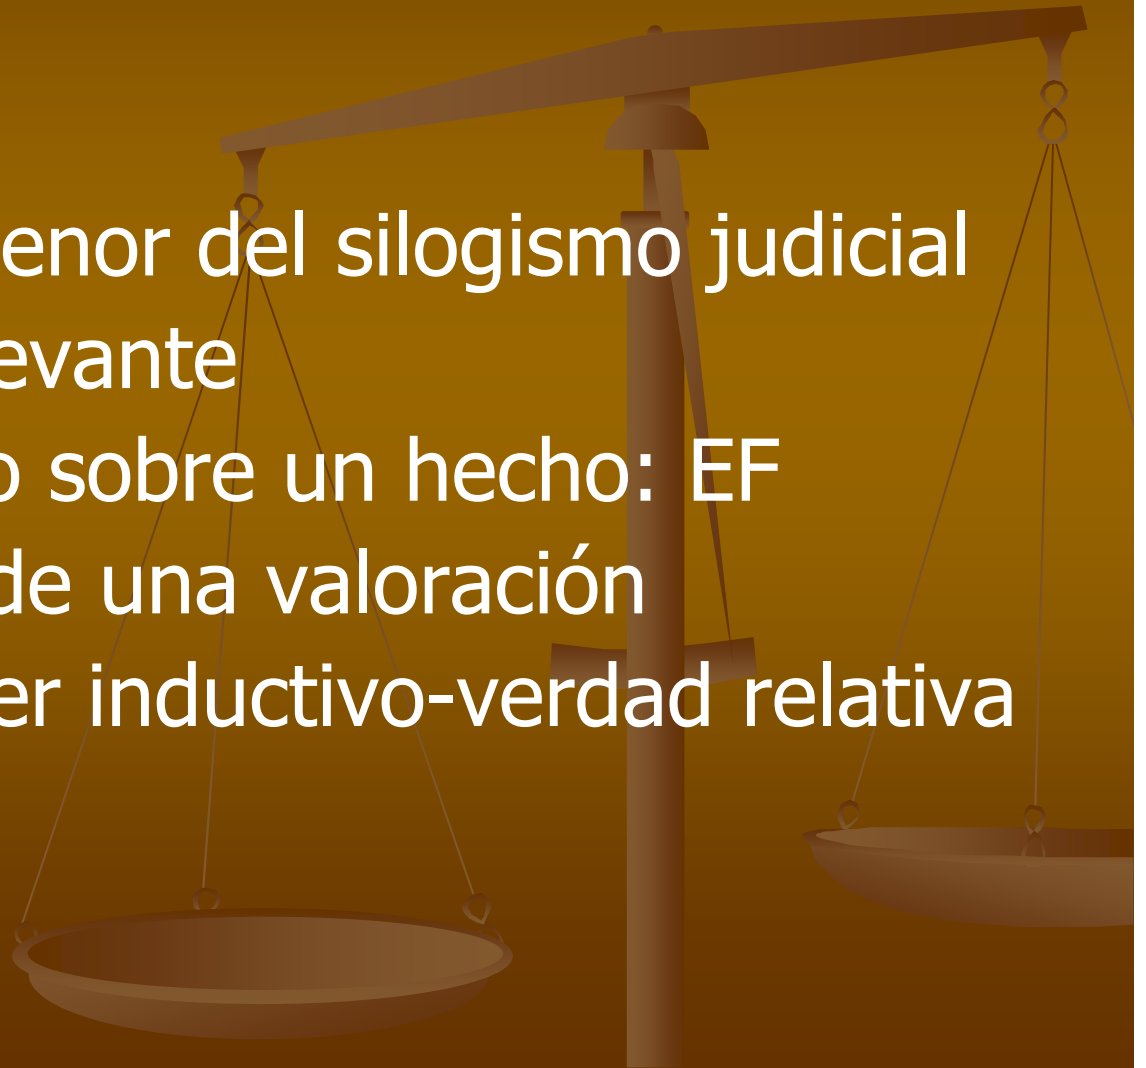 enor del silogismo judicial
evante
o sobre un hecho: EF
de una valoración
er inductivo-verdad relativa